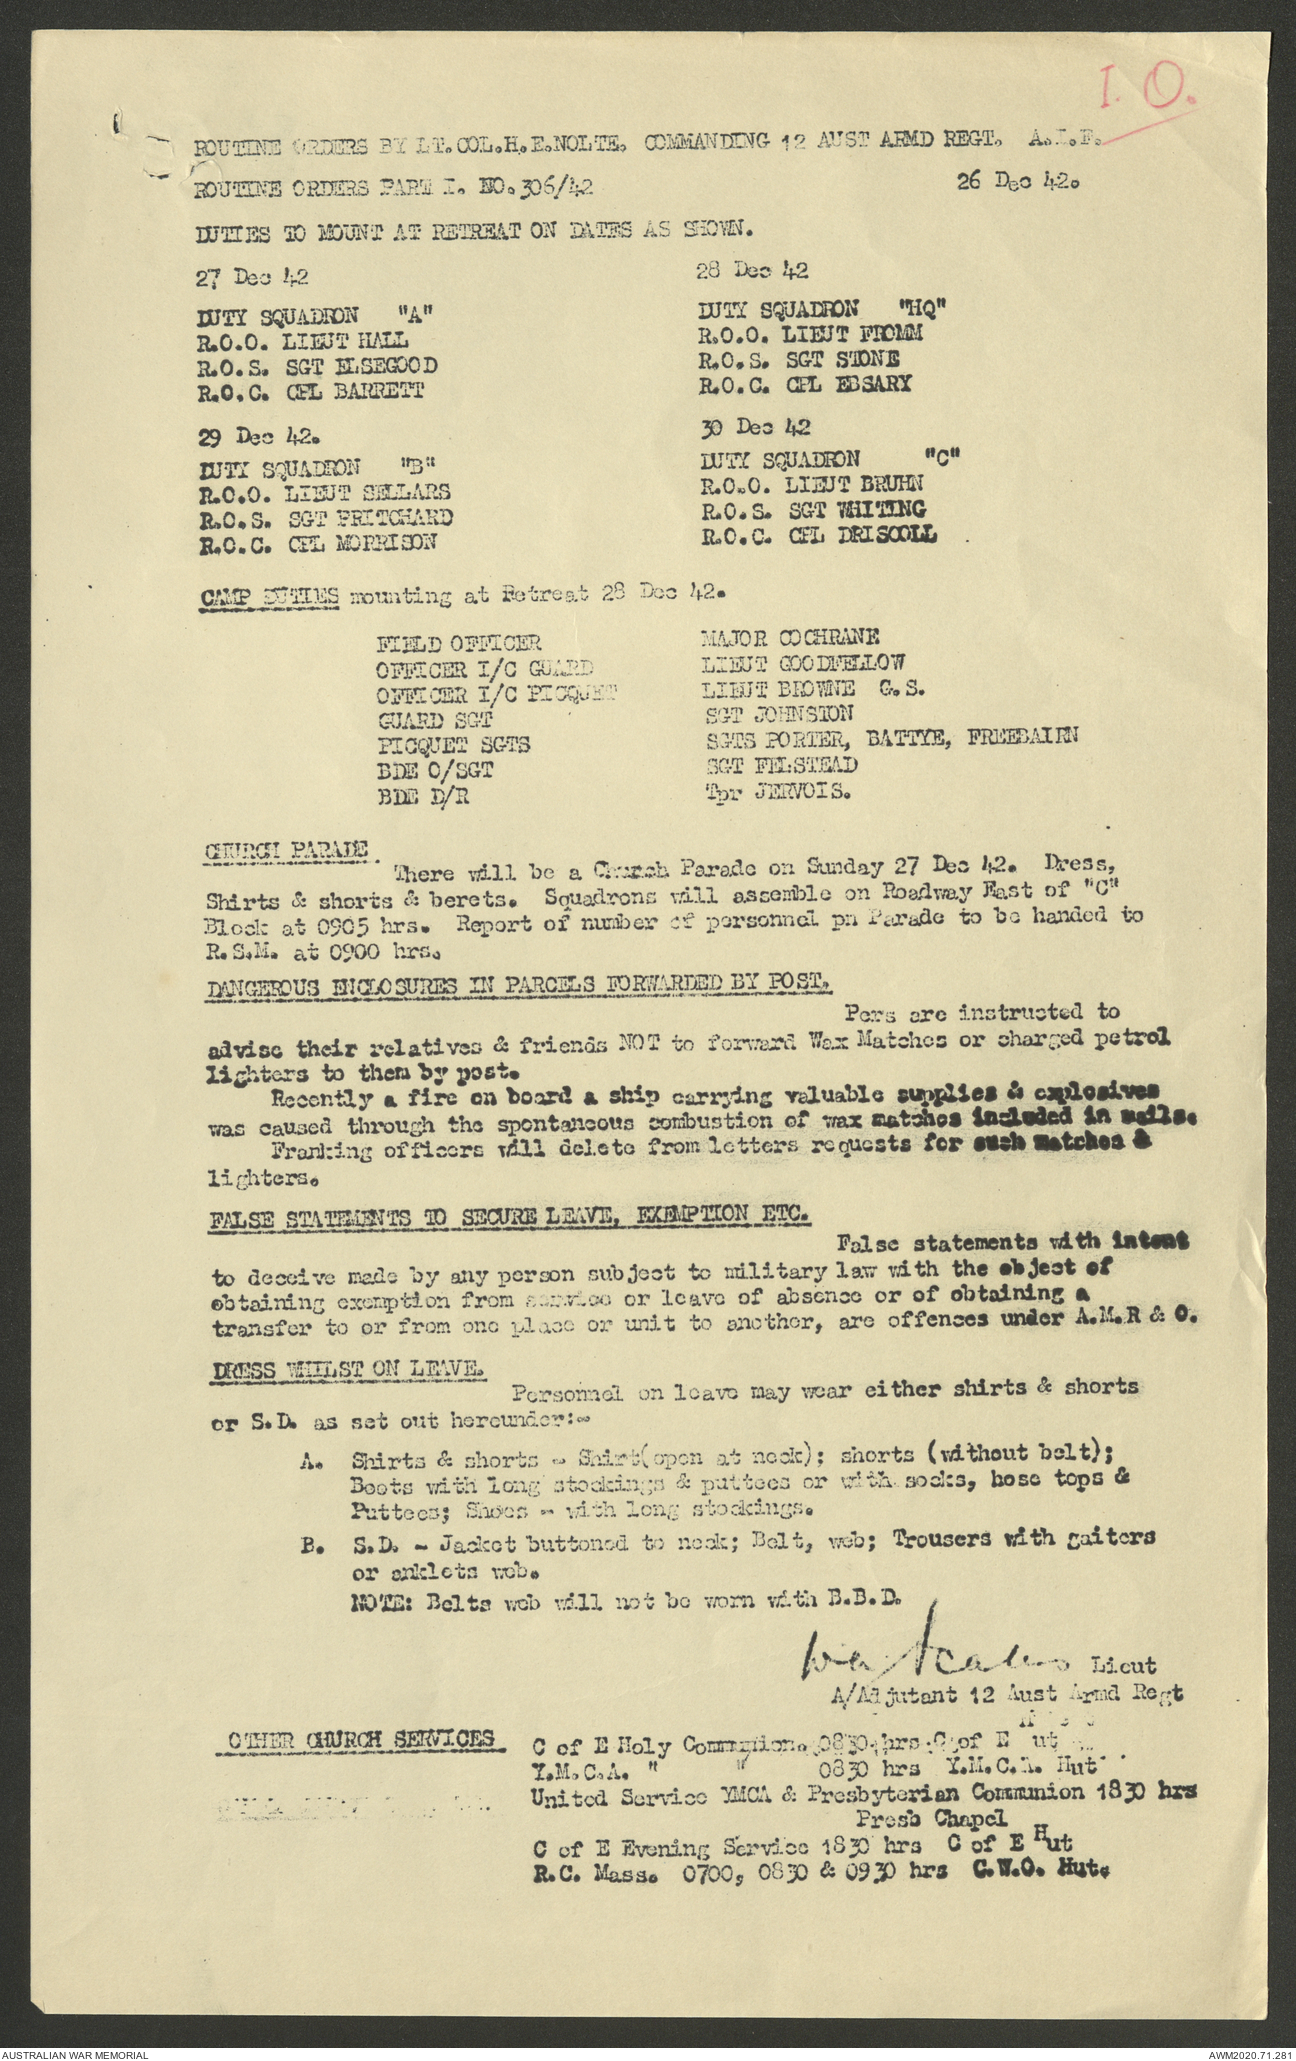 I.O.
ROUTINE ORDERS BY LT.COL.H.E.NOLTE. COMMANDING 12 AUST ARMD REGT. A.I.F.
ROUTINE ORDERS PART I. NO.306/42 26 Dec 42.
DUTIES TO MOUNT AT RETREAT ON DATES AS SHOWN.
27 Dec 42
DUTY SQUADRON "A"
R.O.O. LIEUT HALL
R.O.S. SGT ELSEGOOD
R.O.C. CPL BARRETT
28 Dec 42
DUTY SQUADRON "HQ"
R.O.O. LIEUT FROMM
R.O.S. SGT STONE
R.O.C. CPL EBSARY
29 Dec 42.
DUTY SQUADRON "B"
R.O.O. LIEUT SELLARS
R.O.S. SGT PRITCHARD
R.O.C. CPL MORRISON
30 Dec 42
DUTY SQUADRON "C"
R.O.O. LIEUT BRUHN
R.O.S. SGT WHITING
R.O.C. CPL DRISCOLL
CAMP DUTIES mounting at Retreat 28 Dec 42.
FIELD OFFICER MAJOR COCHRANE
OFFICER I/C GUARD LIEUT GOODFELLOW
OFFICER I/C PICQUET LIEUT BROWNE G.S.
GUARD SGT SGT JOHNSTON
PICQUET SGTS SGTS PORTER, BATTYE, FREEBAIRN
BDE O/SGT SGT FELSTEAD
BDE D/R Tpr JERVOIS.
CHURCH PARADE.
There will be a Church Parade on Sunday 27 Dec 42. Dress,
Shirts & shorts & berets. Squadrons will assemble on Roadway East of "C"
Block at 0905 hrs. Report of number of personnel pn Parade to be handed to
R.S.M. at 0900 hrs.
DANGEROUS ENCLOSURES IN PARCELS FORWARDED BY POST.
Pers are instructed to
advise their relatives & friends NOT to forward Wax Matches or charged petrol
lighters to them by post.
Recently a fire on board a ship carrying valuable supplies & explosives
was caused through the spontaneous combustion of wax matches included in mails.
Franking officers will delete from letters requests for such matches &
lighters.
FALSE STATEMENTS TO SECURE LEAVE, EXEMPTION ETC.
False statements with intent
to deceive made by any person subject to military law with the object of
obtaining exemption from service or leave of absence or of obtaining a
transfer to or from one place or unit to another, are offences under A.M.R & O.
DRESS WHILST ON LEAVE.
Personnel on leave may wear either shirts & shorts
or S.D. as set out hereunder:-
A. Shirts & shorts - Shirt(open at neck); shorts (without belt);
Boots with long stockings & puttees or with socks, hose tops &
Puttees; Shoes - with long stockings.
B. S.D. - Jacket buttoned to neck; Belt, web; Trousers with gaiters
or anklets web.
NOTE: Belts web will not be worn with B.B.D.
Lieut
A/Adjutant 12 Aust Armd Regt
OTHER CHURCH SERVICES
C of E Holy Communion. 0830 hrs C of E ut
Y.M.C.A. " " 0830 hrs Y.M.C.A. Hut
United Service YMCA & Presbyterian Communion 1830 hrs
Presb Chapel
C of E Evening Service 1830 hrs C of E Hut
R.C. Mass. 0700, 0830 & 0930 hrs C.W.O. Hut.
AUSTRALIAN WAR MEMORIAL AWM2020.71.281